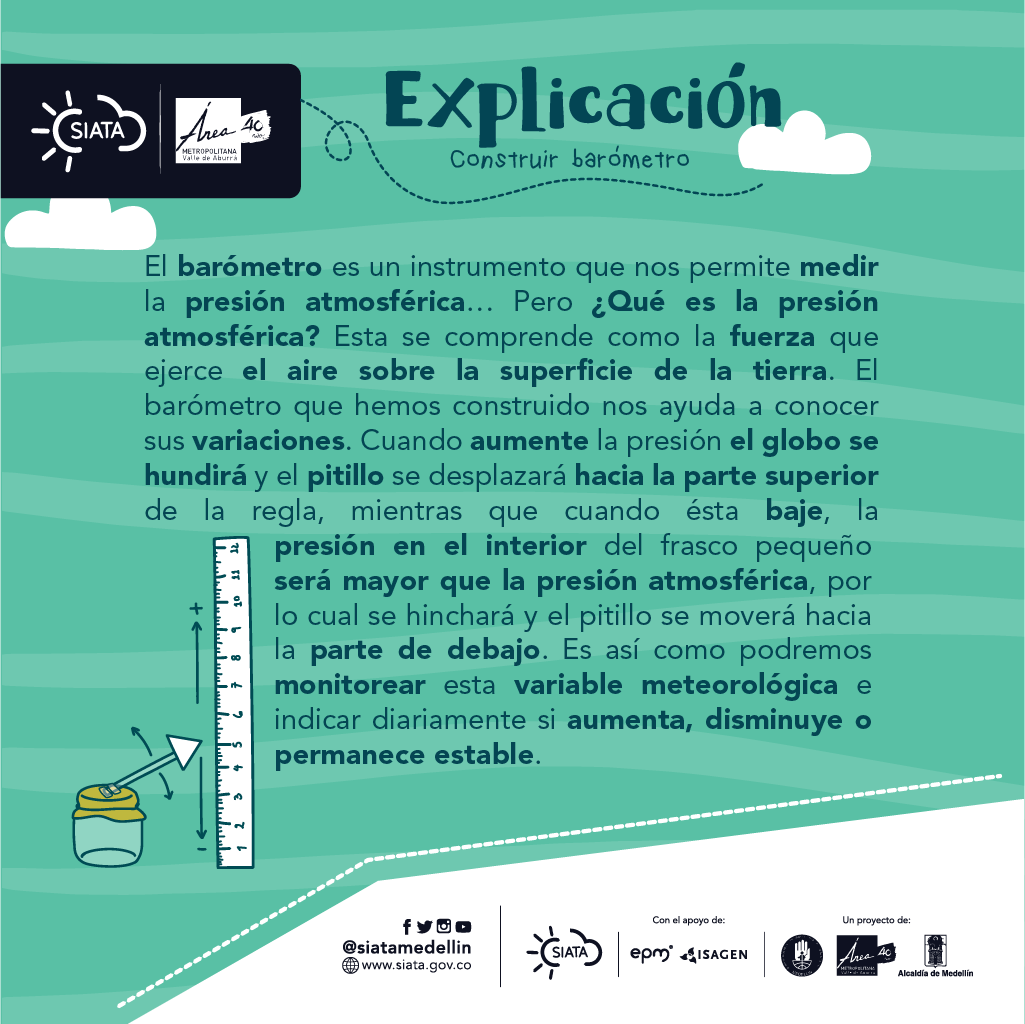 SIATA
Área 40
METROPOLITANA
Valle de Aburrá
Explicación
Construir barómetro
El barómetro es un instrumento que nos permite medir
la presión atmosférica... Pero ¿Qué es la presión
atmosférica? Esta se comprende como la fuerza que
ejerce el aire sobre la superficie de la tierra. El
barómetro que hemos construido nos ayuda a conocer
sus variaciones. Cuando aumente la presión el globo se
hundirá y el pitillo se desplazará hacia la parte superior
de la regla, mientras que cuando ésta baje, la
presión en el interior del frasco pequeño
será mayor que la presión atmosférica, por
lo cual se hinchará y el pitillo se moverá hacia
la parte de debajo. Es así como podremos
monitorear esta variable meteorológica e
indicar diariamente si aumenta, disminuye o
permanece estable.
+
-
12
11
10
9
8
7
6
5
4
3
2
1
@siatamedellin
www.siata.gov.co
SIATA
Con el apoyo de:
epm
ISAGEN
Un proyecto de:
Área 40
METROPOLITANA
Valle de Aburrá
Alcaldía de Medellín